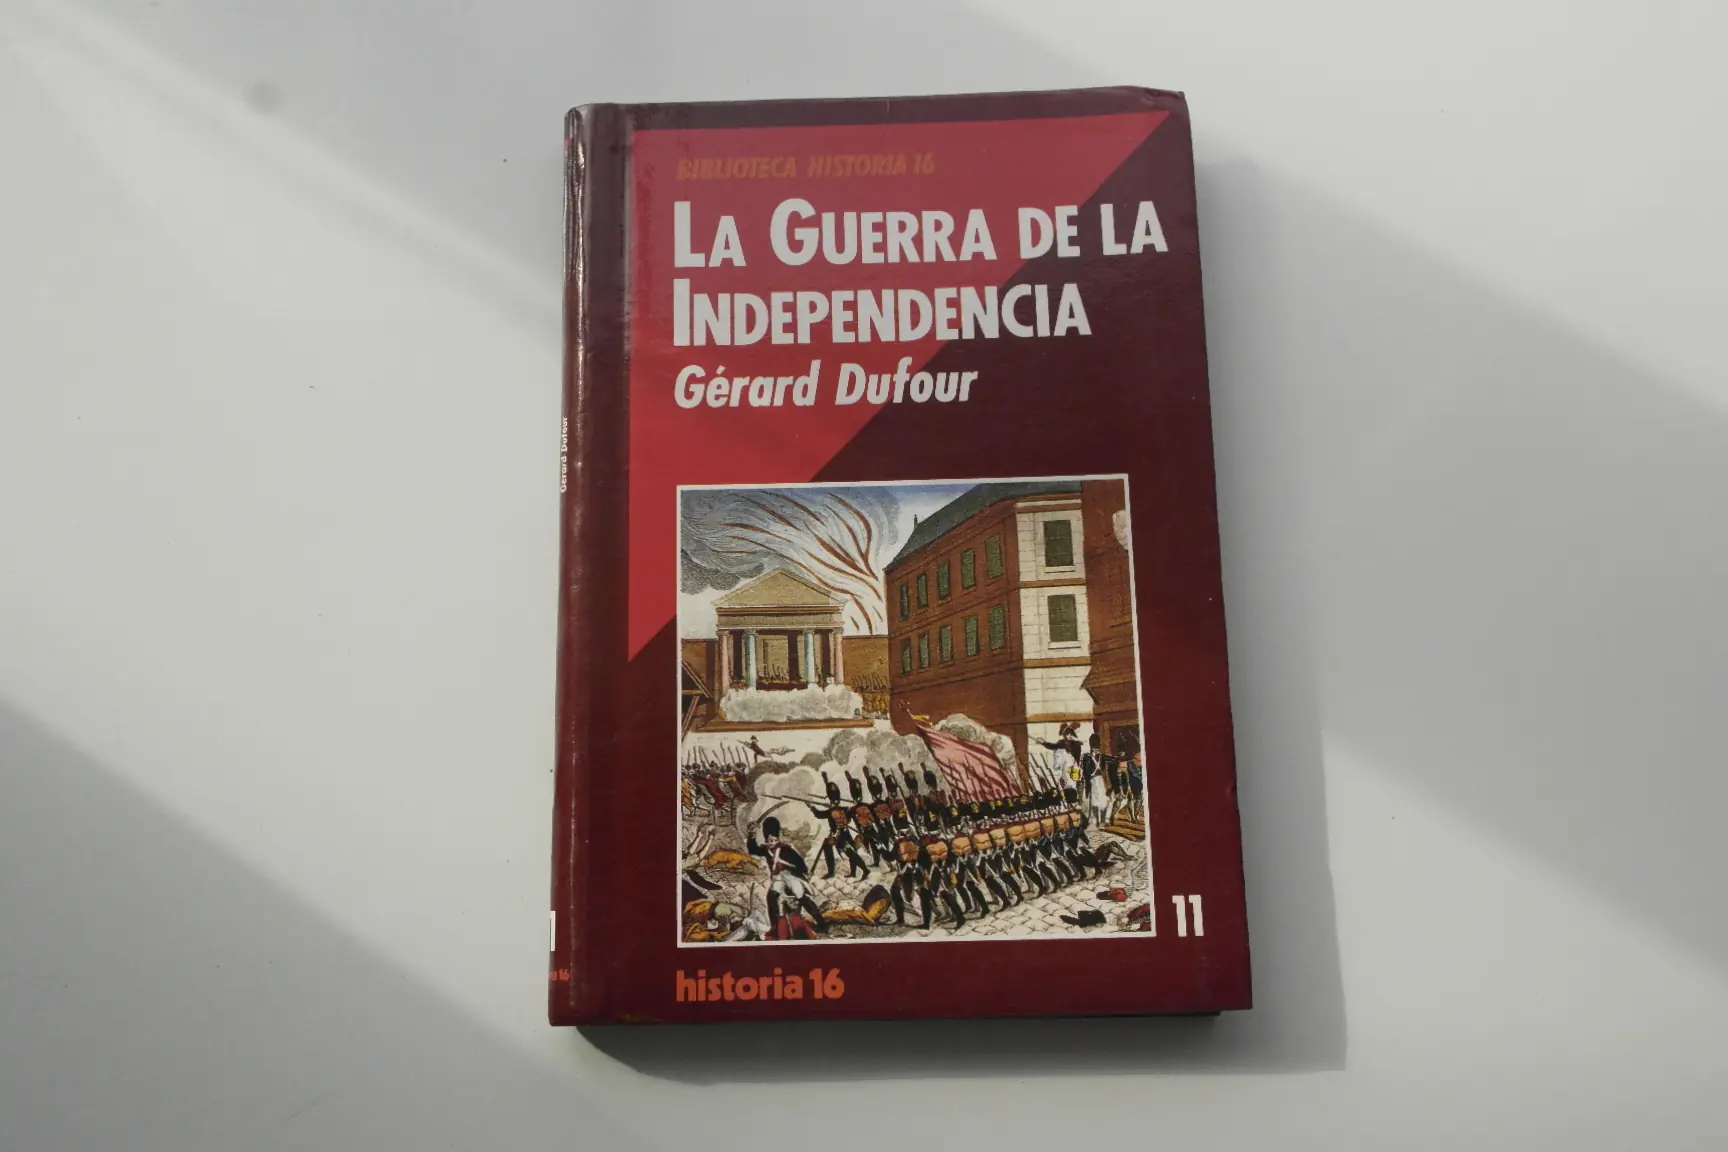 BIBLIOTECA HISTORIA 16
LA GUERRA DE LA
INDEPENDENCIA
Gérard Dufour
11
historia 16
Gérard Dufour